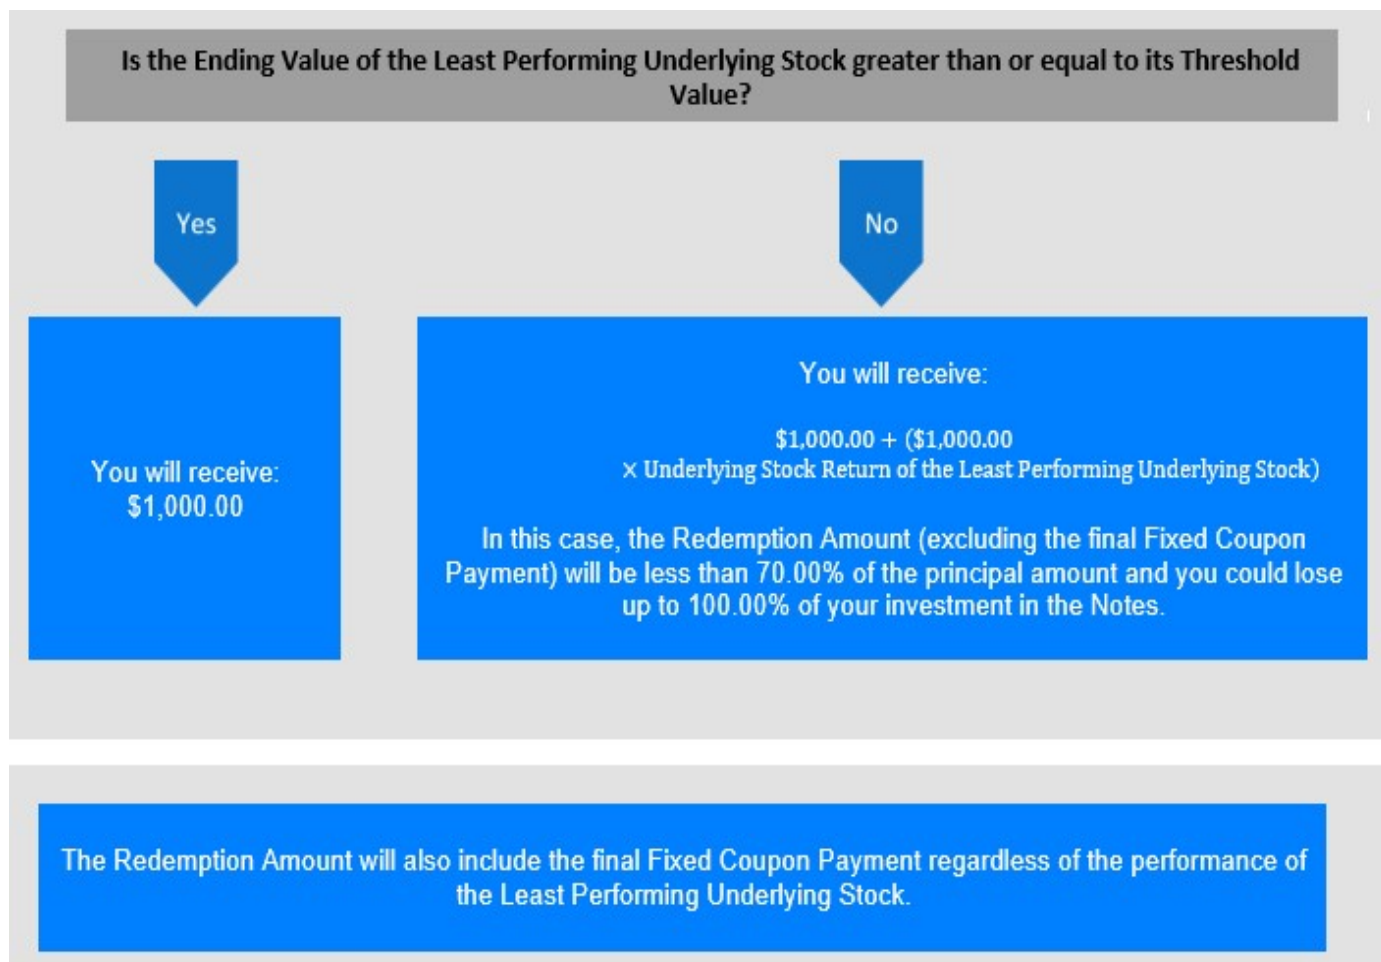 Is the Ending Value of the Least Performing Underlying Stock greater than or equal to its Threshold
Value?
Yes
No
You will receive:
$1,000.00
You will receive:
$1,000.00 + ($1,000.00
× Underlying Stock Return of the Least Performing Underlying Stock)
In this case, the Redemption Amount (excluding the final Fixed Coupon
Payment) will be less than 70.00% of the principal amount and you could lose
up to 100.00% of your investment in the Notes.
The Redemption Amount will also include the final Fixed Coupon Payment regardless of the performance of
the Least Performing Underlying Stock.